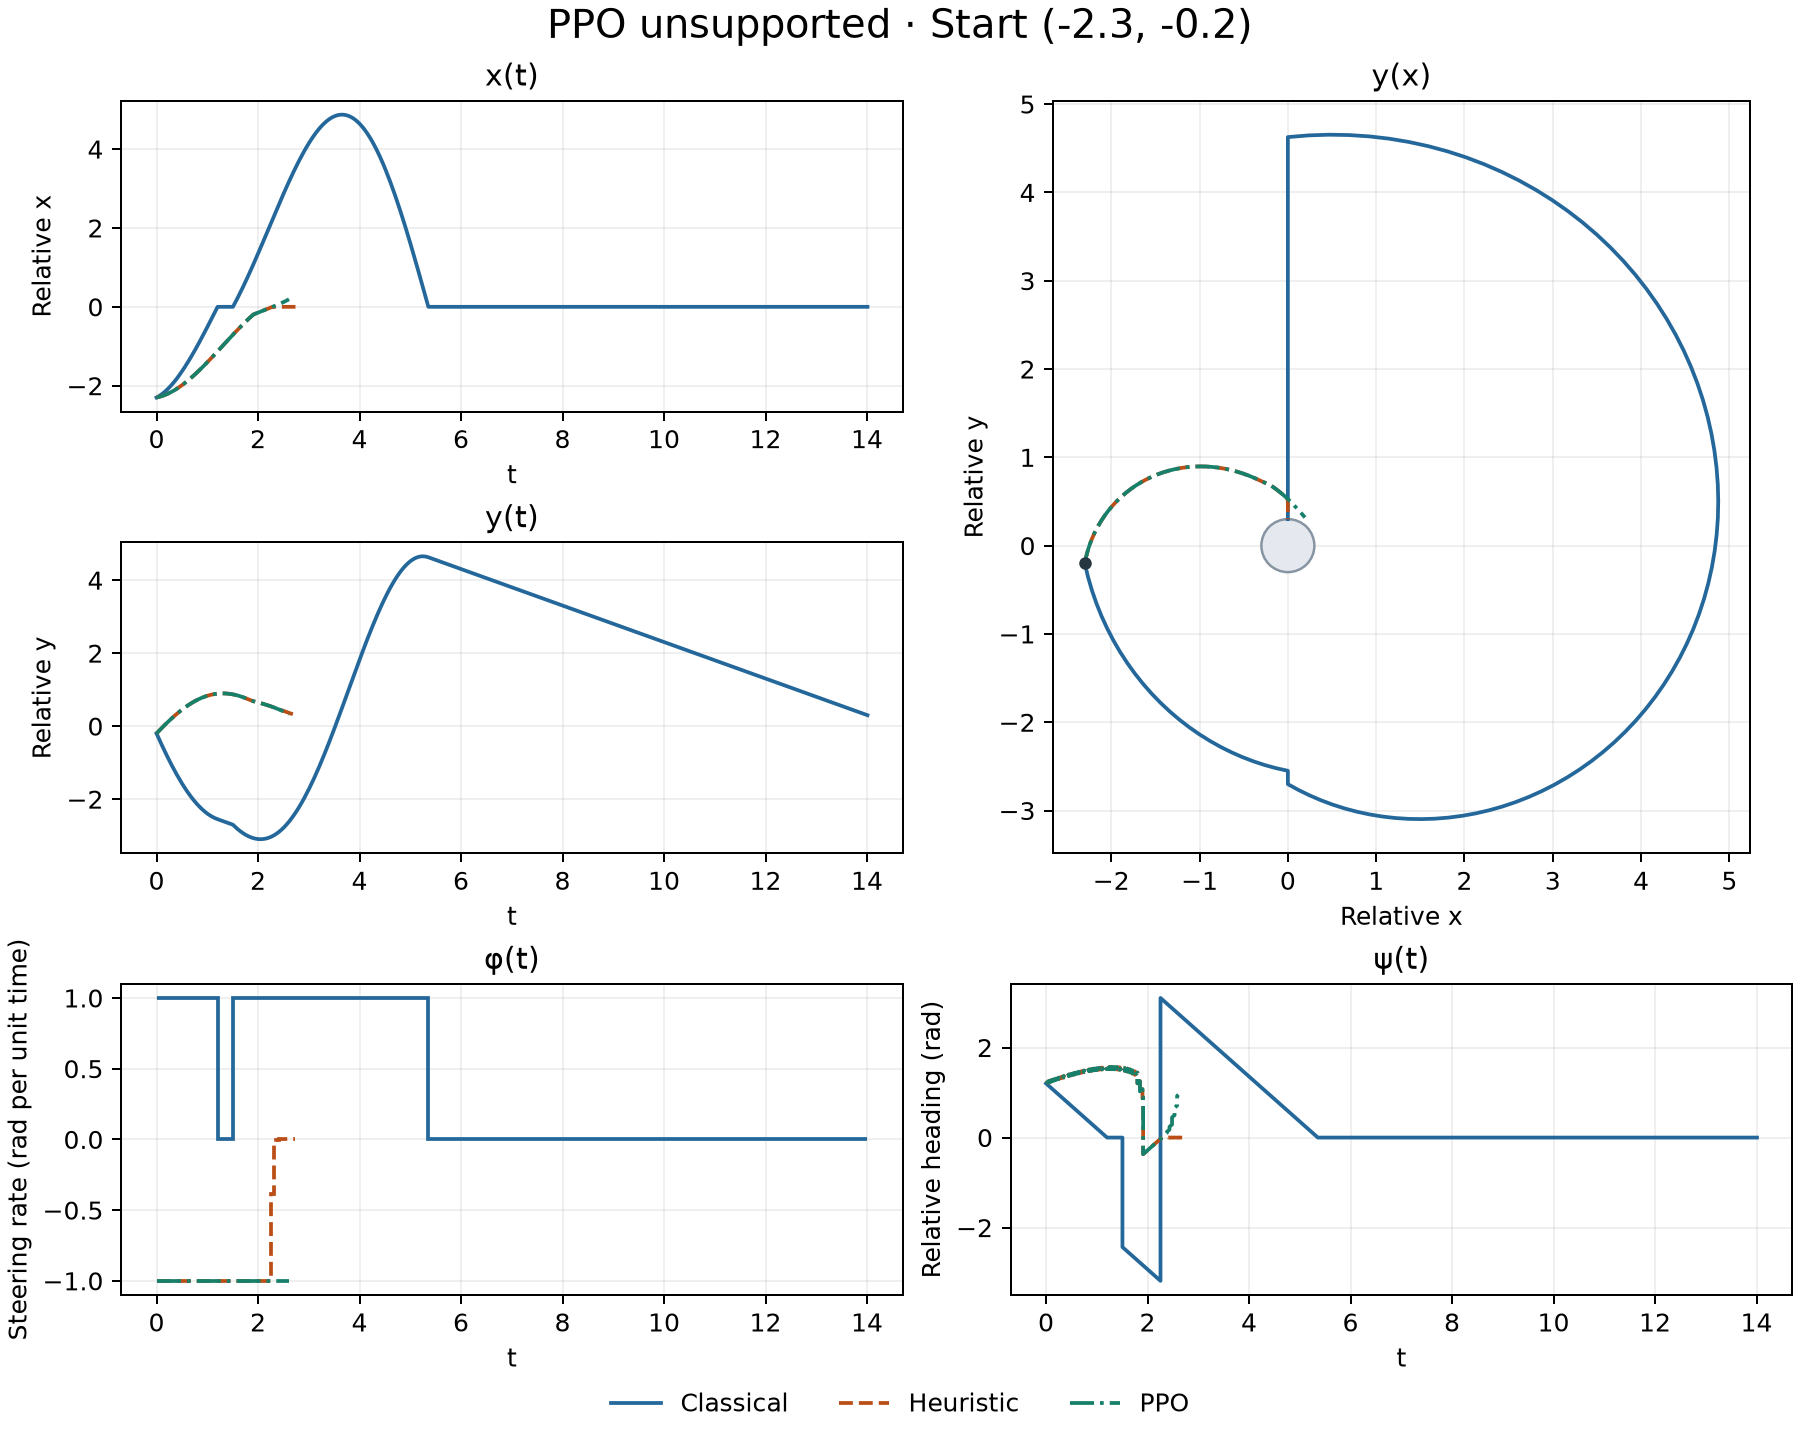 PPO unsupported · Start (-2.3, -0.2)
x(t)
Relative x
4
2
0
−2
0 2 4 6 8 10 12 14
t
y(x)
Relative y
5
4
3
2
1
0
−1
−2
−3
−2 −1 0 1 2 3 4 5
Relative x
y(t)
Relative y
4
2
0
−2
0 2 4 6 8 10 12 14
t
φ(t)
Steering rate (rad per unit time)
1.0
0.5
0.0
−0.5
−1.0
0 2 4 6 8 10 12 14
t
ψ(t)
Relative heading (rad)
2
0
−2
0 2 4 6 8 10 12 14
t
Classical Heuristic PPO